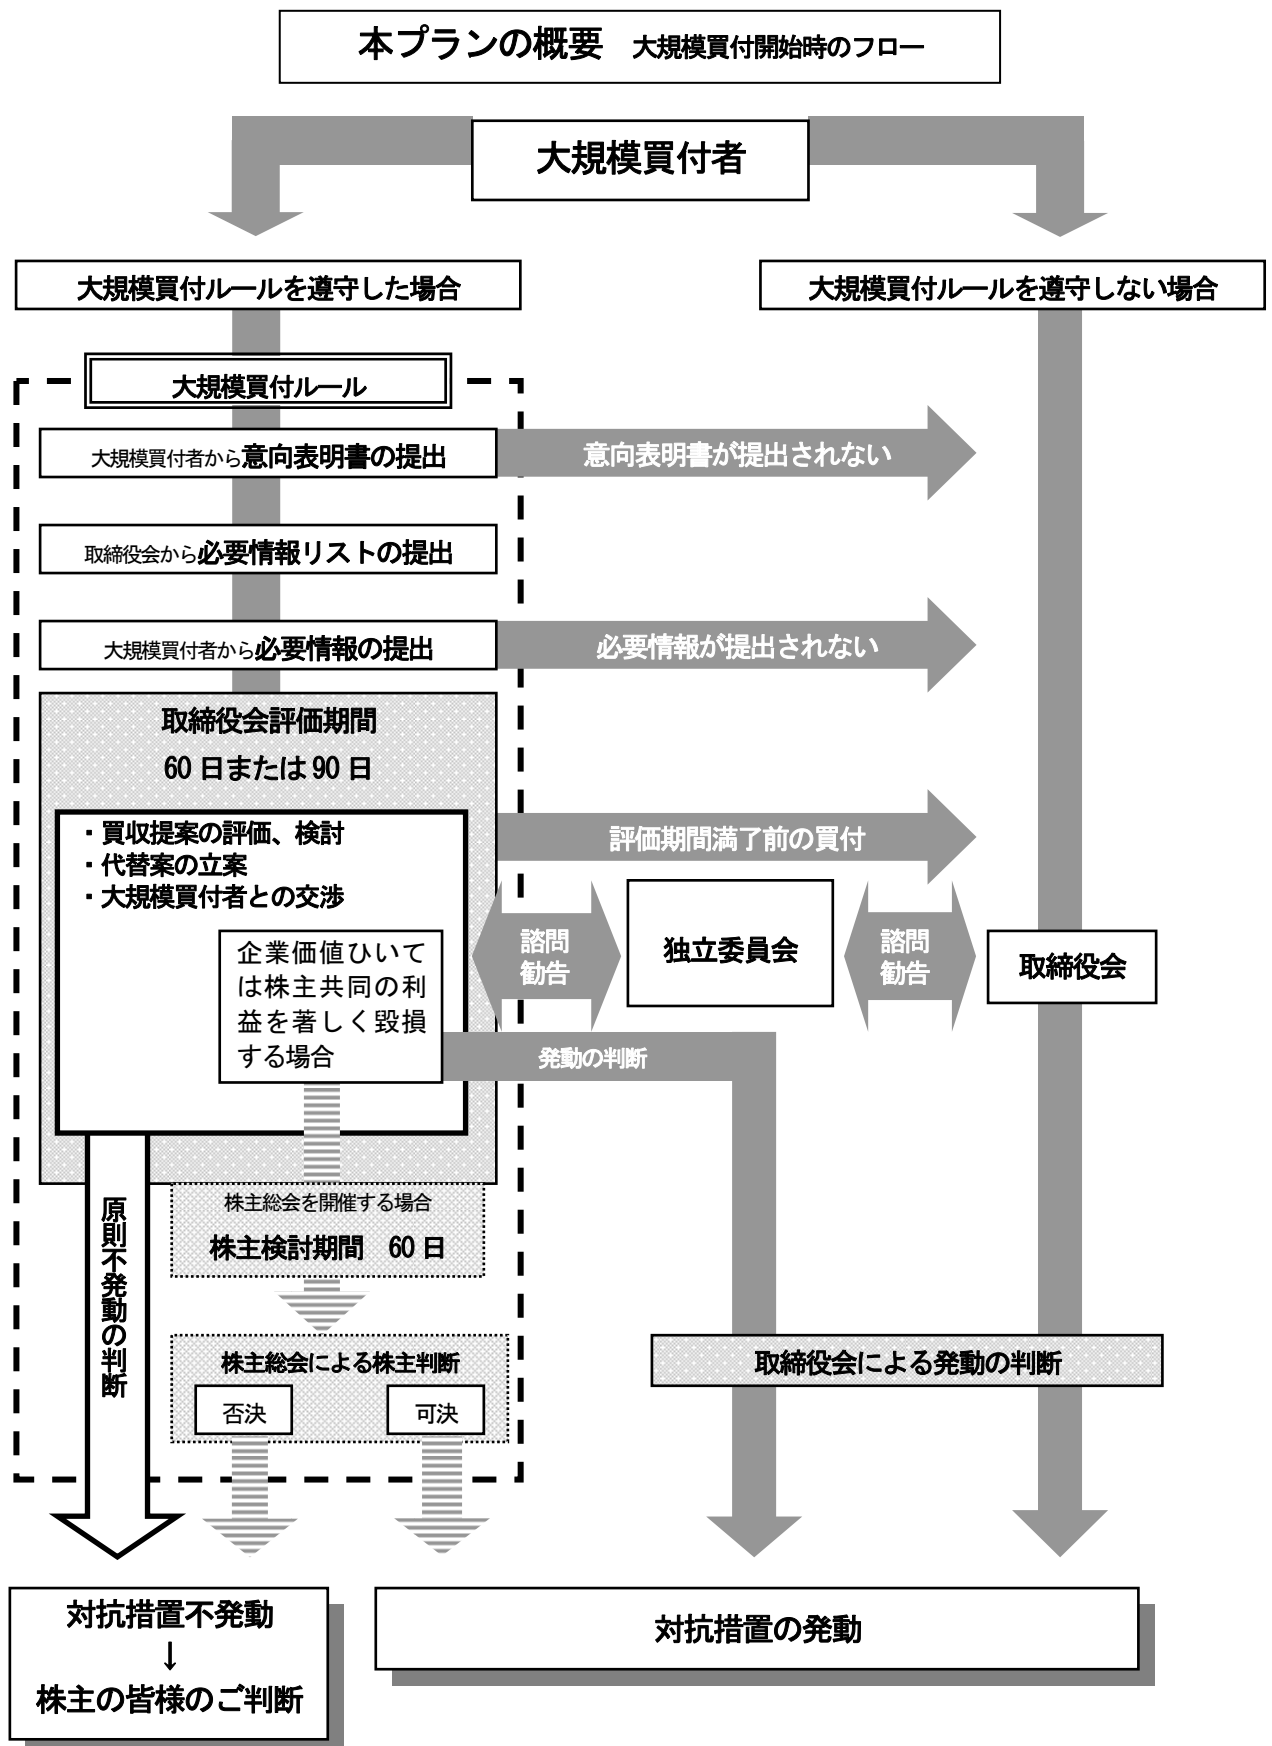 本プランの概要 大規模買付開始時のフロー
大規模買付者
大規模買付ルールを遵守した場合
大規模買付ルールを遵守しない場合
大規模買付ルール
大規模買付者から意向表明書の提出
意向表明書が提出されない
取締役会から必要情報リストの提出
大規模買付者から必要情報の提出
必要情報が提出されない
取締役会評価期間
60日または90日
・買収提案の評価、検討
・代替案の立案
・大規模買付者との交渉
評価期間満了前の買付
企業価値ひいて
は株主共同の利
益を著しく毀損
する場合
諮問
勧告
独立委員会
諮問
勧告
取締役会
発動の判断
原則不発動の判断
株主総会を開催する場合
株主検討期間 60日
株主総会による株主判断
否決
可決
取締役会による発動の判断
対抗措置不発動
↓
株主の皆様のご判断
対抗措置の発動